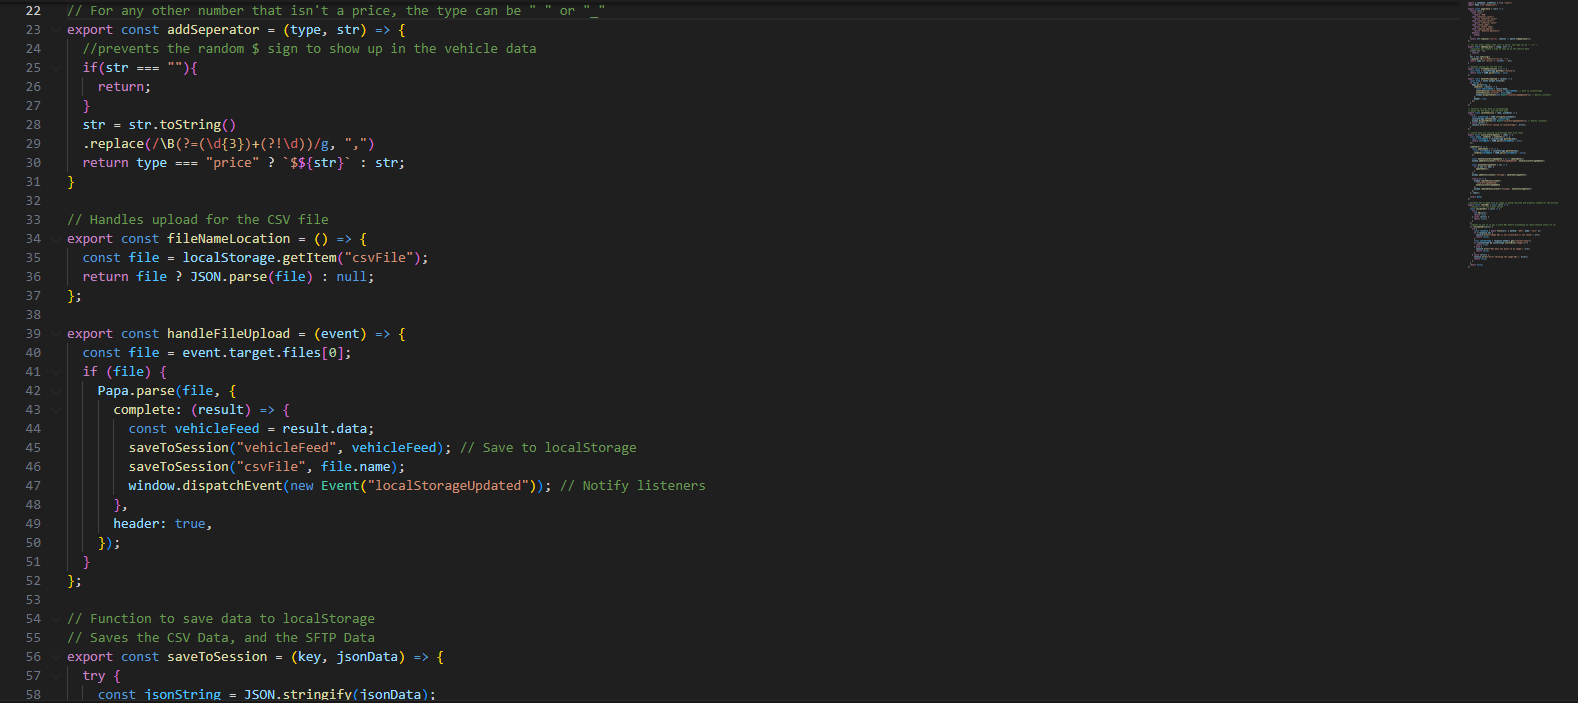 22 // For any other number that isn't a price, the type can be " " or "_"
23 export const addSeperator = (type, str) => {
24 //prevents the random $ sign to show up in the vehicle data
25 if(str === ""){
26 return;
27 }
28 str = str.toString()
29 .replace(/\B(?=(\d{3})+(?!\d))/g, ",")
30 return type === "price" ? `$${str}` : str;
31 }
32
33 // Handles upload for the CSV file
34 export const fileNameLocation = () => {
35 const file = localStorage.getItem("csvFile");
36 return file ? JSON.parse(file) : null;
37 };
38
39 export const handleFileUpload = (event) => {
40 const file = event.target.files[0];
41 if (file) {
42 Papa.parse(file, {
43 complete: (result) => {
44 const vehicleFeed = result.data;
45 saveToSession("vehicleFeed", vehicleFeed); // Save to localStorage
46 saveToSession("csvFile", file.name);
47 window.dispatchEvent(new Event("localStorageUpdated")); // Notify listeners
48 },
49 header: true,
50 });
51 }
52 };
53
54 // Function to save data to localStorage
55 // Saves the CSV Data, and the SFTP Data
56 export const saveToSession = (key, jsonData) => {
57 try {
58 const jsonString = JSON.stringify(jsonData);